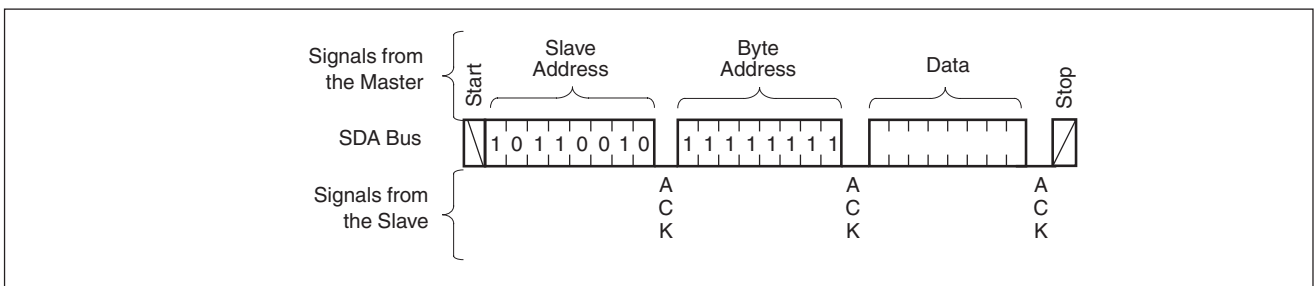 Signals from
the Master
Start
Slave
Address
Byte
Address
Data
Stop
SDA Bus
1 0 1 1 0 0 1 0
1 1 1 1 1 1 1 1
Signals from
the Slave
A
C
K
A
C
K
A
C
K